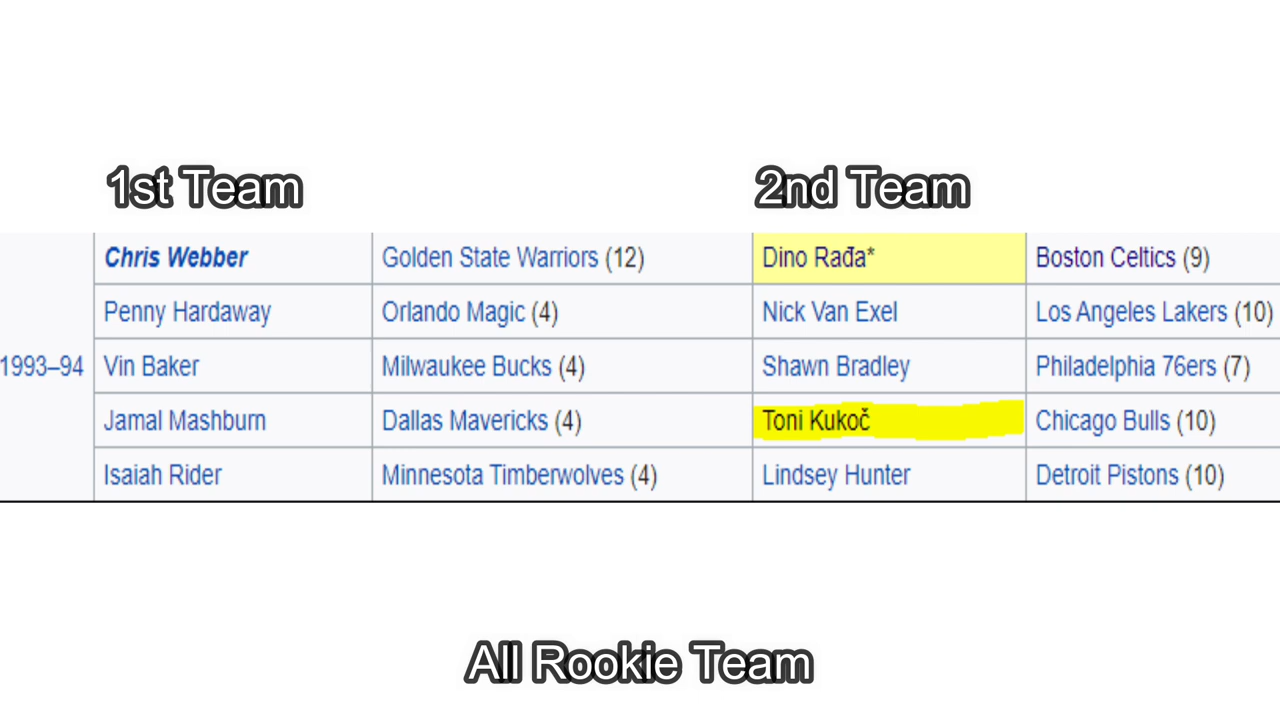 1st Team 2nd Team
Chris Webber Golden State Warriors (12) Dino Rađa* Boston Celtics (9)
Penny Hardaway Orlando Magic (4) Nick Van Exel Los Angeles Lakers (10)
1993–94 Vin Baker Milwaukee Bucks (4) Shawn Bradley Philadelphia 76ers (7)
Jamal Mashburn Dallas Mavericks (4) Toni Kukoč Chicago Bulls (10)
Isaiah Rider Minnesota Timberwolves (4) Lindsey Hunter Detroit Pistons (10)
All Rookie Team